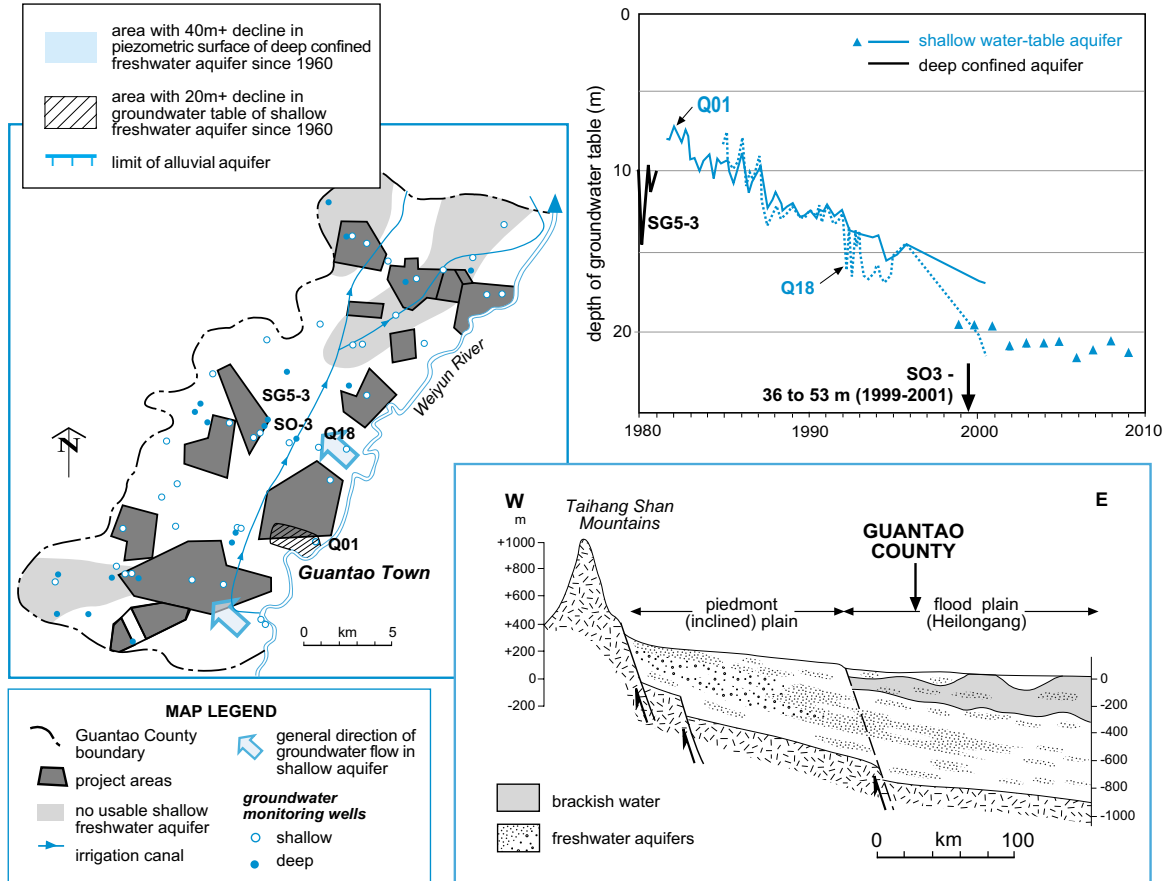 area with 40m+ decline in
piezometric surface of deep confined
freshwater aquifer since 1960
area with 20m+ decline in
groundwater table of shallow
freshwater aquifer since 1960
limit of alluvial aquifer
SG5-3
SO-3
Q18
Weiyun River
N
Q01
Guantao Town
0 km 5
MAP LEGEND
Guantao County
boundary
project areas
no usable shallow
freshwater aquifer
irrigation canal
general direction of
groundwater flow in
shallow aquifer
groundwater
monitoring wells
shallow
deep
depth of groundwater table (m)
0
10
20
shallow water-table aquifer
deep confined aquifer
Q01
SG5-3
Q18
SO3 -
36 to 53 m (1999-2001)
1980 1990 2000 2010
W
E
m
Taihang Shan
Mountains
GUANTAO
COUNTY
piedmont
(inclined) plain
flood plain
(Heilongang)
+1000
+800
+600
+400
+200
0
-200
0
-200
-400
-600
-800
-1000
brackish water
freshwater aquifers
0 km 100